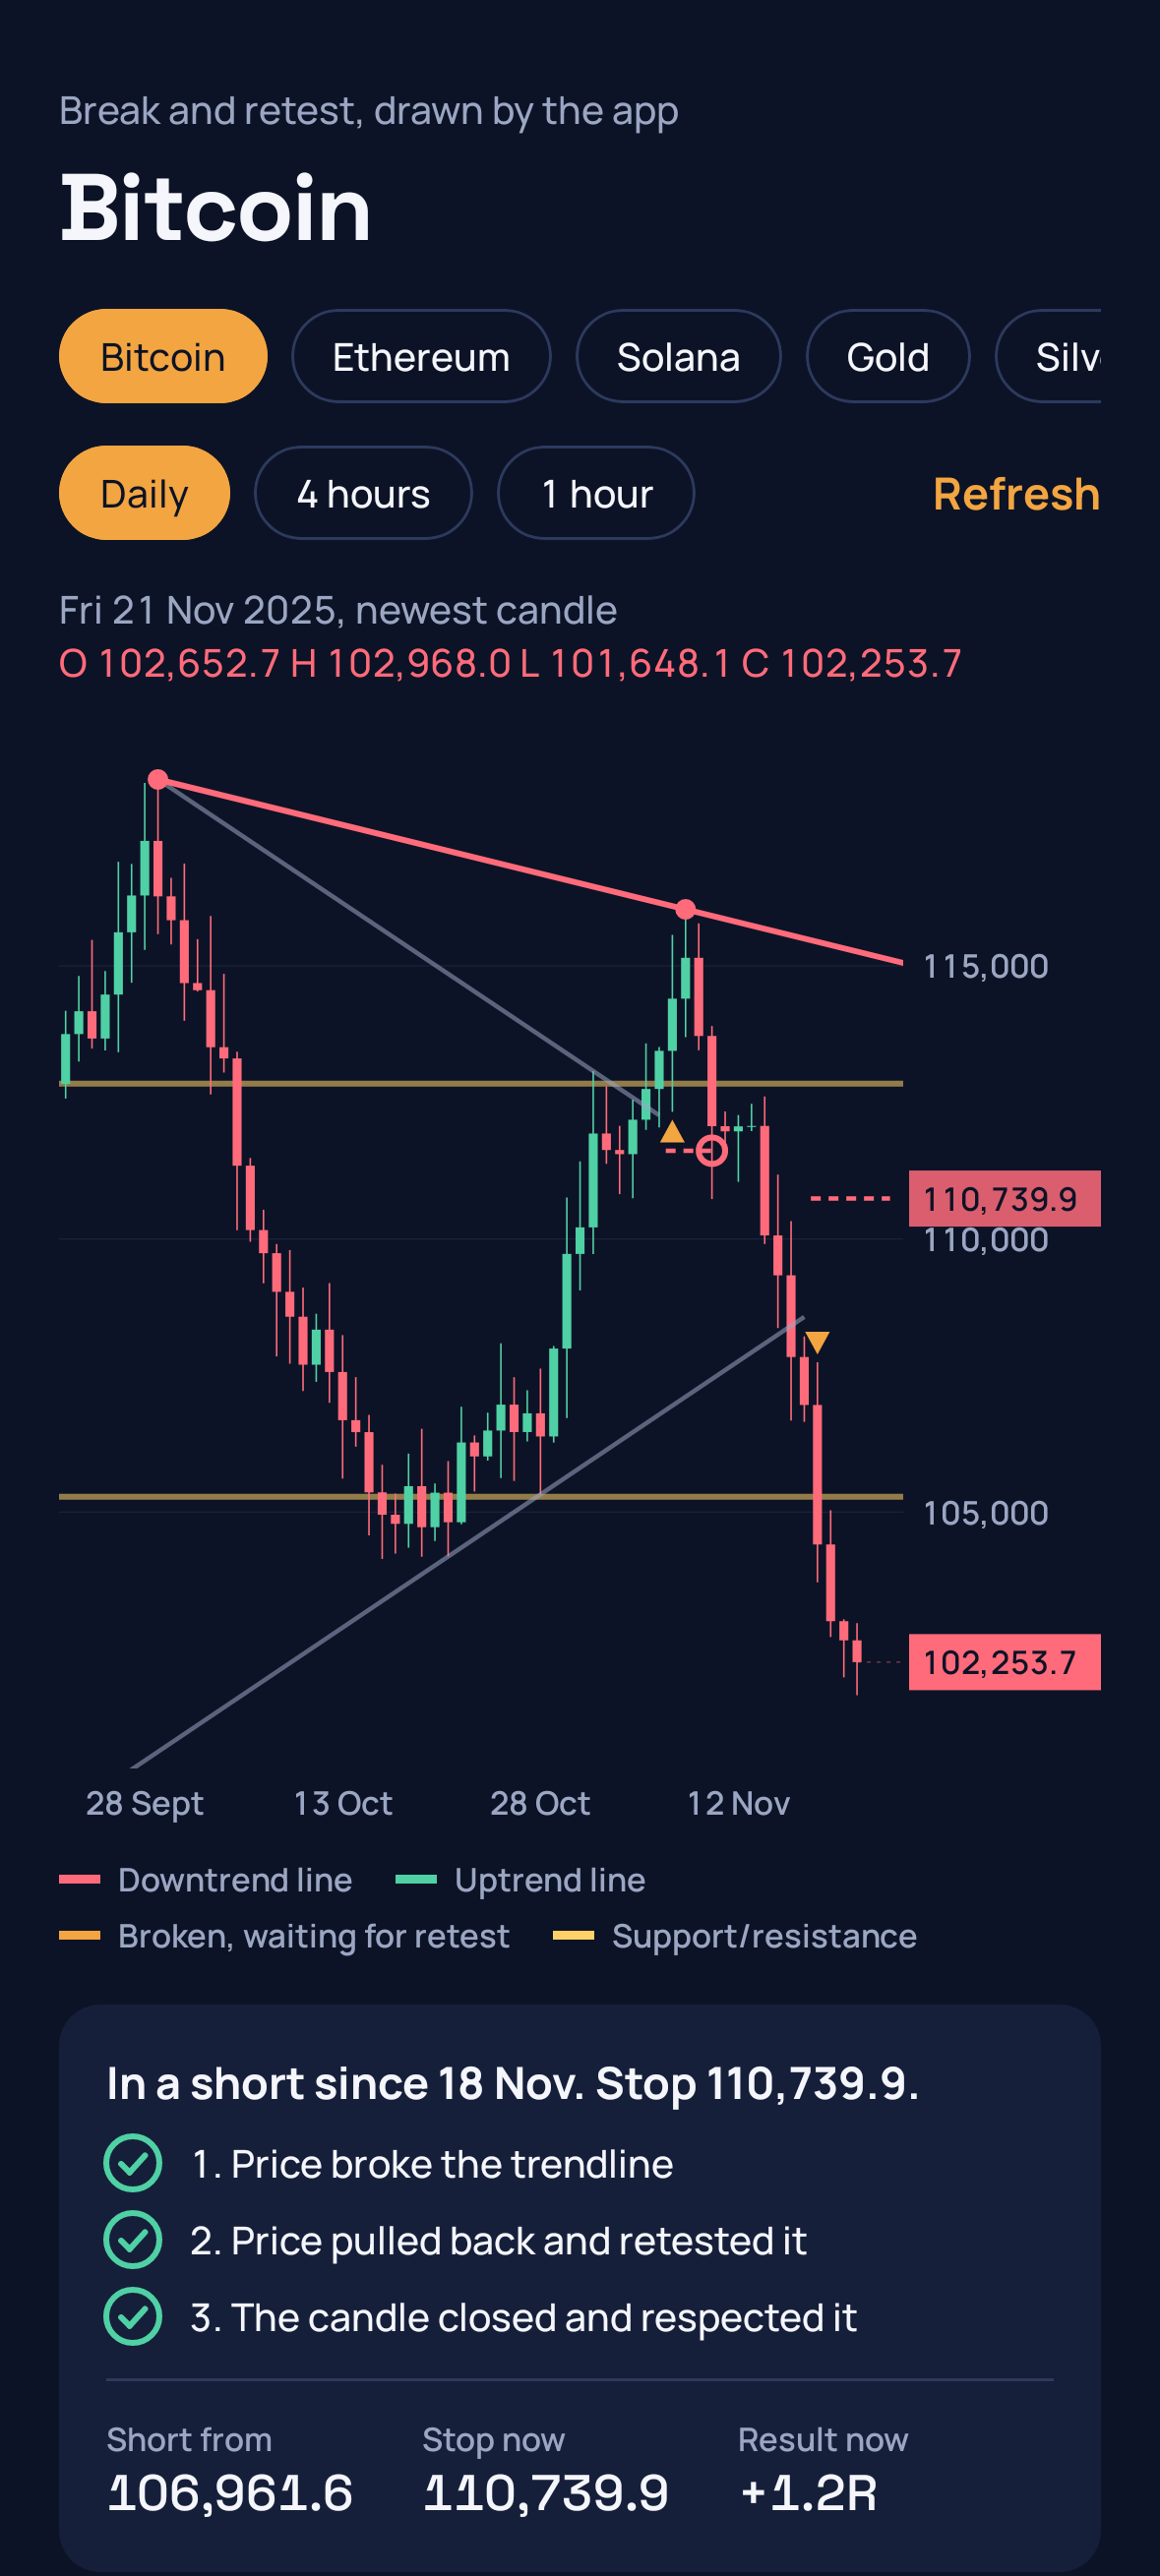 Break and retest, drawn by the app
Bitcoin
Bitcoin Ethereum Solana Gold Silv
Daily 4 hours 1 hour Refresh
Fri 21 Nov 2025, newest candle
O 102,652.7 H 102,968.0 L 101,648.1 C 102,253.7
115,000
110,739.9
110,000
105,000
102,253.7
28 Sept 13 Oct 28 Oct 12 Nov
Downtrend line Uptrend line
Broken, waiting for retest Support/resistance
In a short since 18 Nov. Stop 110,739.9.
1. Price broke the trendline
2. Price pulled back and retested it
3. The candle closed and respected it
Short from Stop now Result now
106,961.6 110,739.9 +1.2R